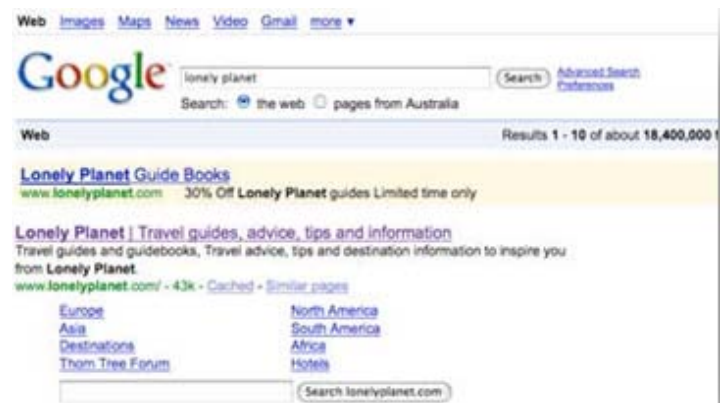 Web Images Maps News Video Gmail more ▼
Google lonely planet Search Advanced Search
Preferences
Search: the web pages from Australia
Web Results 1 - 10 of about 18,400,000 f
Lonely Planet Guide Books
www.lonelyplanet.com 30% Off Lonely Planet guides Limited time only
Lonely Planet | Travel guides, advice, tips and information
Travel guides and guidebooks, Travel advice, tips and destination information to inspire you
from Lonely Planet.
www.lonelyplanet.com/ - 43k - Cached - Similar pages
Europe North America
Asia South America
Destinations Africa
Thorn Tree Forum Hotels
Search lonelyplanet.com